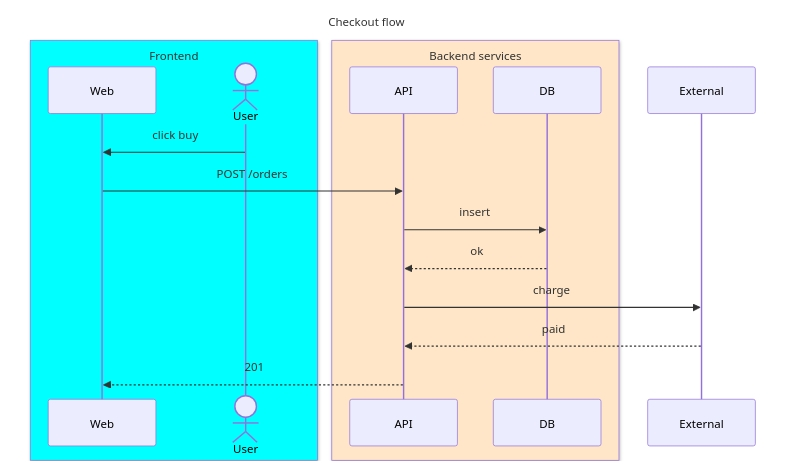 Checkout flow
Frontend
Backend services
Web
User
API
DB
External
click buy
POST /orders
insert
ok
charge
paid
201
Web
User
API
DB
External